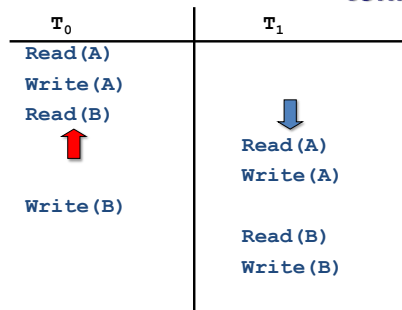 T₀ T₁
Read(A)
Write(A)
Read(B)
Read(A)
Write(A)
Write(B)
Read(B)
Write(B)